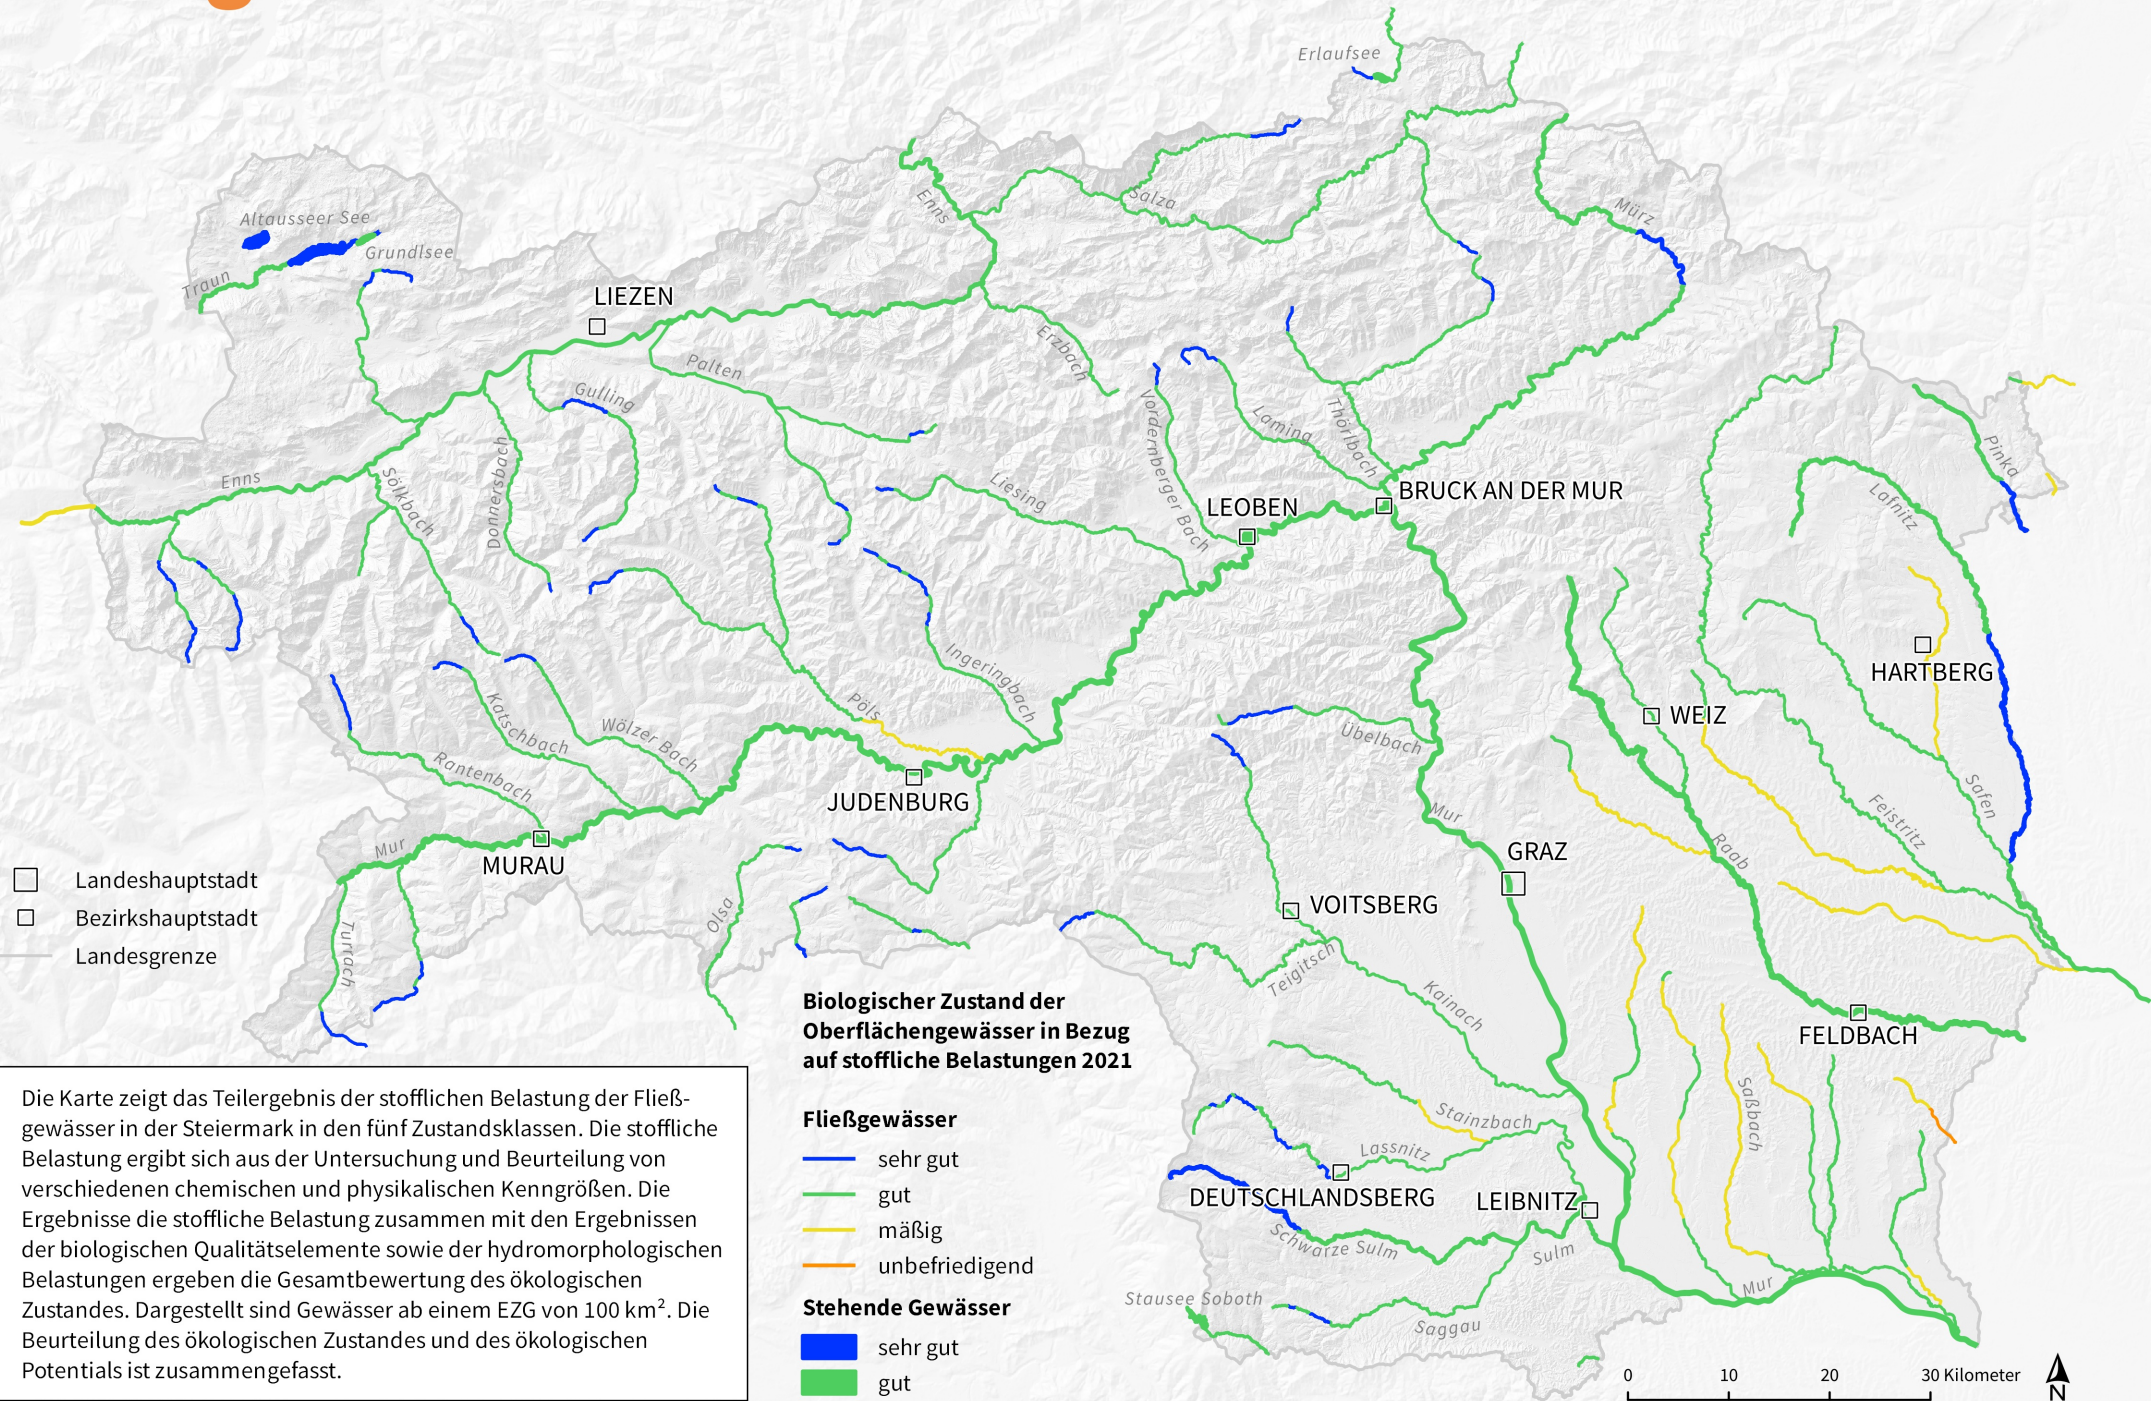 Erlaufsee
Altausseer See
Grundlsee
Traun
Enns
Salza
Mürz
LIEZEN
Palten
Erzbach
Gulling
Vordernberger Bach
Laming
Thörlbach
Pinka
Enns
Sölkbach
Donnersbach
Liesing
LEOBEN
BRUCK AN DER MUR
Lafnitz
HARTBERG
Ingeringbach
Pöls
Katschbach
Wölzer Bach
Rantenbach
Übelbach
WEIZ
JUDENBURG
Mur
Safen
Feistritz
Raab
Mur
MURAU
GRAZ
VOITSBERG
Olsa
Turrach
Teigitsch
Kainach
FELDBACH
Landeshauptstadt
Bezirkshauptstadt
Landesgrenze
Stainzbach
Saßbach
Lassnitz
DEUTSCHLANDSBERG
LEIBNITZ
Schwarze Sulm
Sulm
Mur
Stausee Soboth
Saggau
Die Karte zeigt das Teilergebnis der stofflichen Belastung der Fließ-
gewässer in der Steiermark in den fünf Zustandsklassen. Die stoffliche
Belastung ergibt sich aus der Untersuchung und Beurteilung von
verschiedenen chemischen und physikalischen Kenngrößen. Die
Ergebnisse die stoffliche Belastung zusammen mit den Ergebnissen
der biologischen Qualitätselemente sowie der hydromorphologischen
Belastungen ergeben die Gesamtbewertung des ökologischen
Zustandes. Dargestellt sind Gewässer ab einem EZG von 100 km². Die
Beurteilung des ökologischen Zustandes und des ökologischen
Potentials ist zusammengefasst.
Biologischer Zustand der
Oberflächengewässer in Bezug
auf stoffliche Belastungen 2021
Fließgewässer
sehr gut
gut
mäßig
unbefriedigend
Stehende Gewässer
sehr gut
gut
0 10 20 30 Kilometer
N